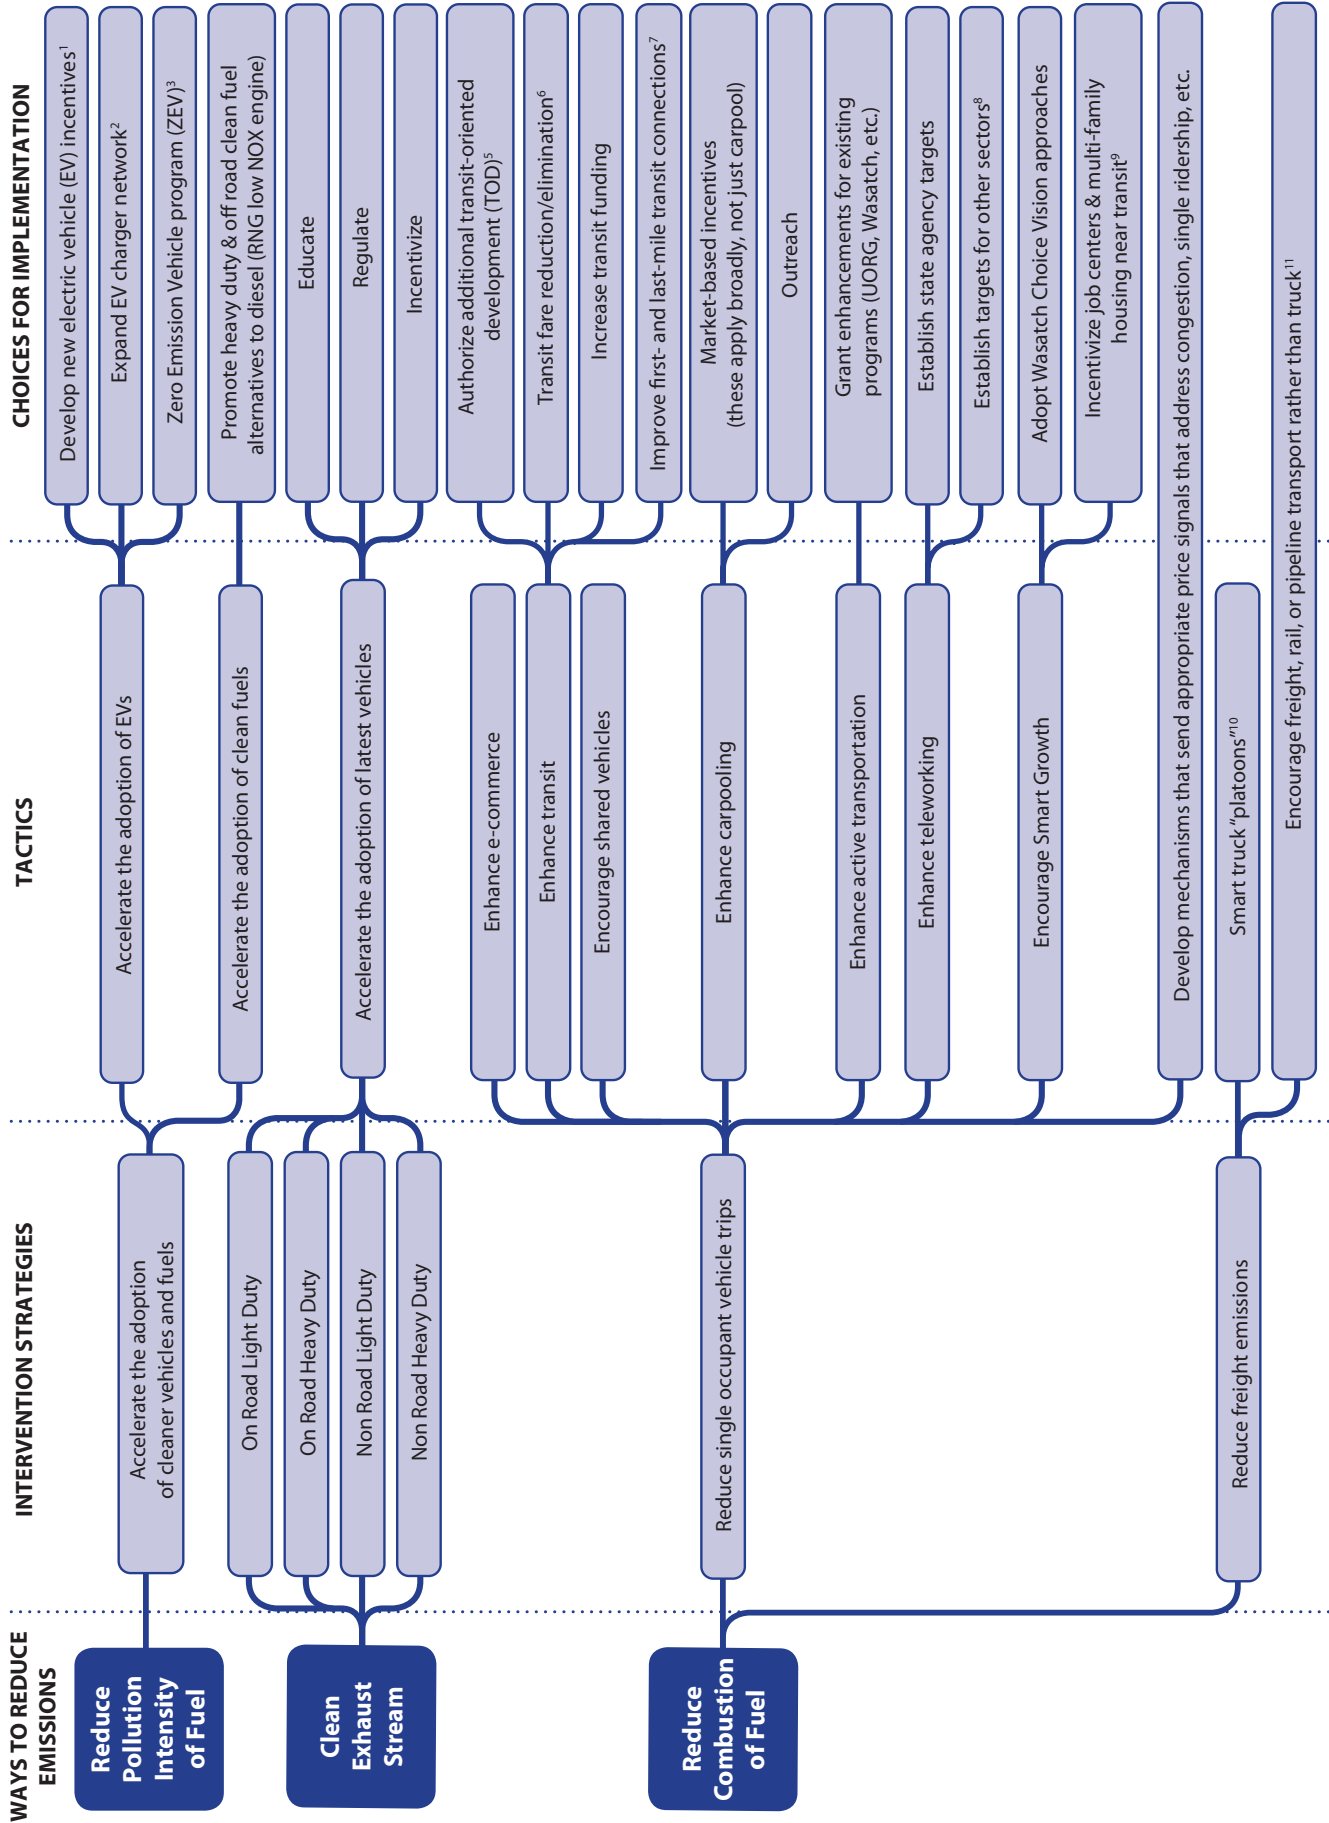 WAYS TO REDUCE
EMISSIONS
INTERVENTION STRATEGIES
TACTICS
CHOICES FOR IMPLEMENTATION
Reduce
Pollution
Intensity
of Fuel
Accelerate the adoption
of cleaner vehicles and fuels
Accelerate the adoption of EVs
Develop new electric vehicle (EV) incentives¹
Expand EV charger network²
Zero Emission Vehicle program (ZEV)³
Accelerate the adoption of clean fuels
Promote heavy duty & off road clean fuel
alternatives to diesel (RNG low NOX engine)
Clean
Exhaust
Stream
On Road Light Duty
On Road Heavy Duty
Non Road Light Duty
Non Road Heavy Duty
Accelerate the adoption of latest vehicles
Educate
Regulate
Incentivize
Reduce
Combustion
of Fuel
Reduce single occupant vehicle trips
Enhance e-commerce
Enhance transit
Authorize additional transit-oriented
development (TOD)⁵
Transit fare reduction/elimination⁶
Increase transit funding
Improve first- and last-mile transit connections⁷
Encourage shared vehicles
Enhance carpooling
Market-based incentives
(these apply broadly, not just carpool)
Outreach
Enhance active transportation
Grant enhancements for existing
programs (UORG, Wasatch, etc.)
Enhance teleworking
Establish state agency targets
Establish targets for other sectors⁸
Encourage Smart Growth
Adopt Wasatch Choice Vision approaches
Incentivize job centers & multi-family
housing near transit⁹
Develop mechanisms that send appropriate price signals that address congestion, single ridership, etc.
Reduce freight emissions
Smart truck "platoons"¹⁰
Encourage freight, rail, or pipeline transport rather than truck¹¹